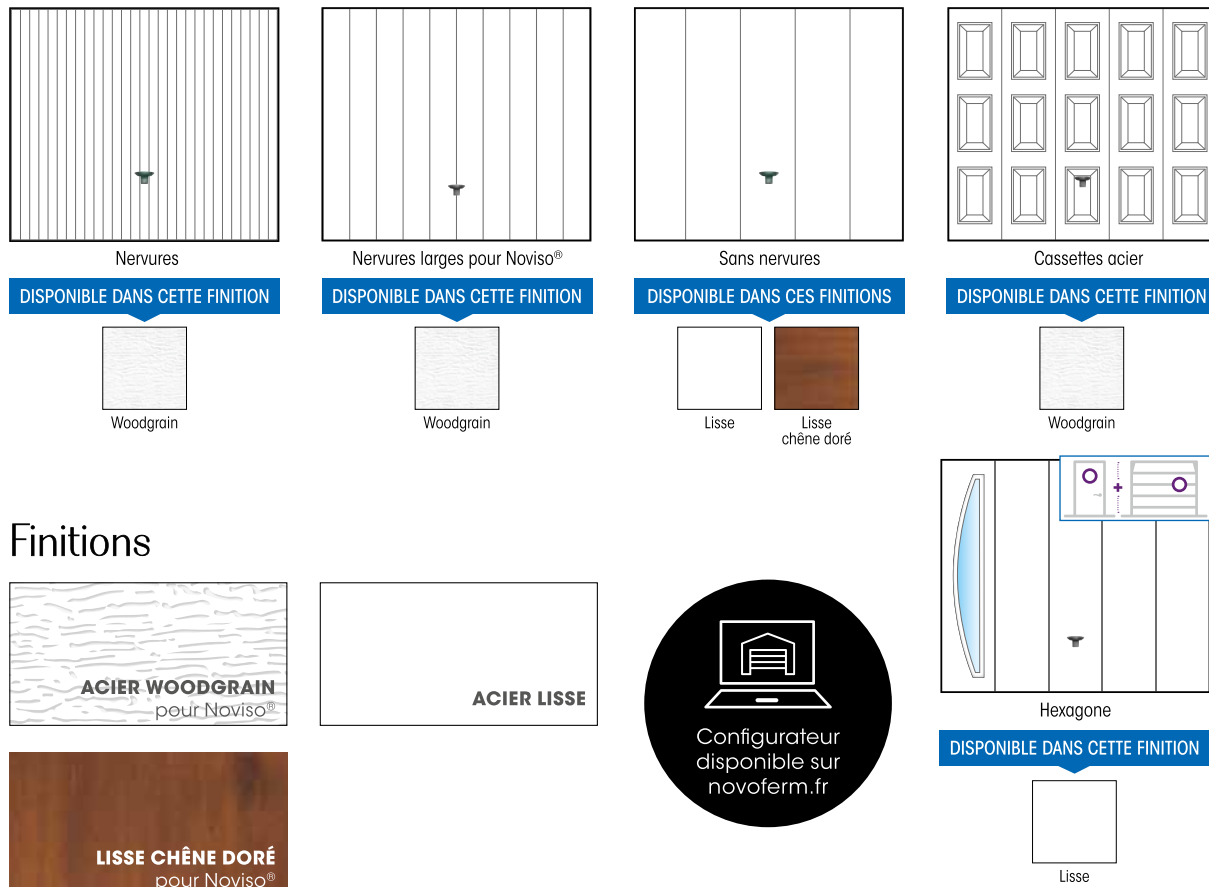 Nervures
DISPONIBLE DANS CETTE FINITION
Woodgrain
Nervures larges pour Noviso®
DISPONIBLE DANS CETTE FINITION
Woodgrain
Sans nervures
DISPONIBLE DANS CES FINITIONS
Lisse
Lisse
chêne doré
Cassettes acier
DISPONIBLE DANS CETTE FINITION
Woodgrain
Hexagone
DISPONIBLE DANS CETTE FINITION
Lisse
Finitions
ACIER WOODGRAIN
pour Noviso®
ACIER LISSE
LISSE CHÊNE DORÉ
pour Noviso®
Configurateur
disponible sur
novoferm.fr